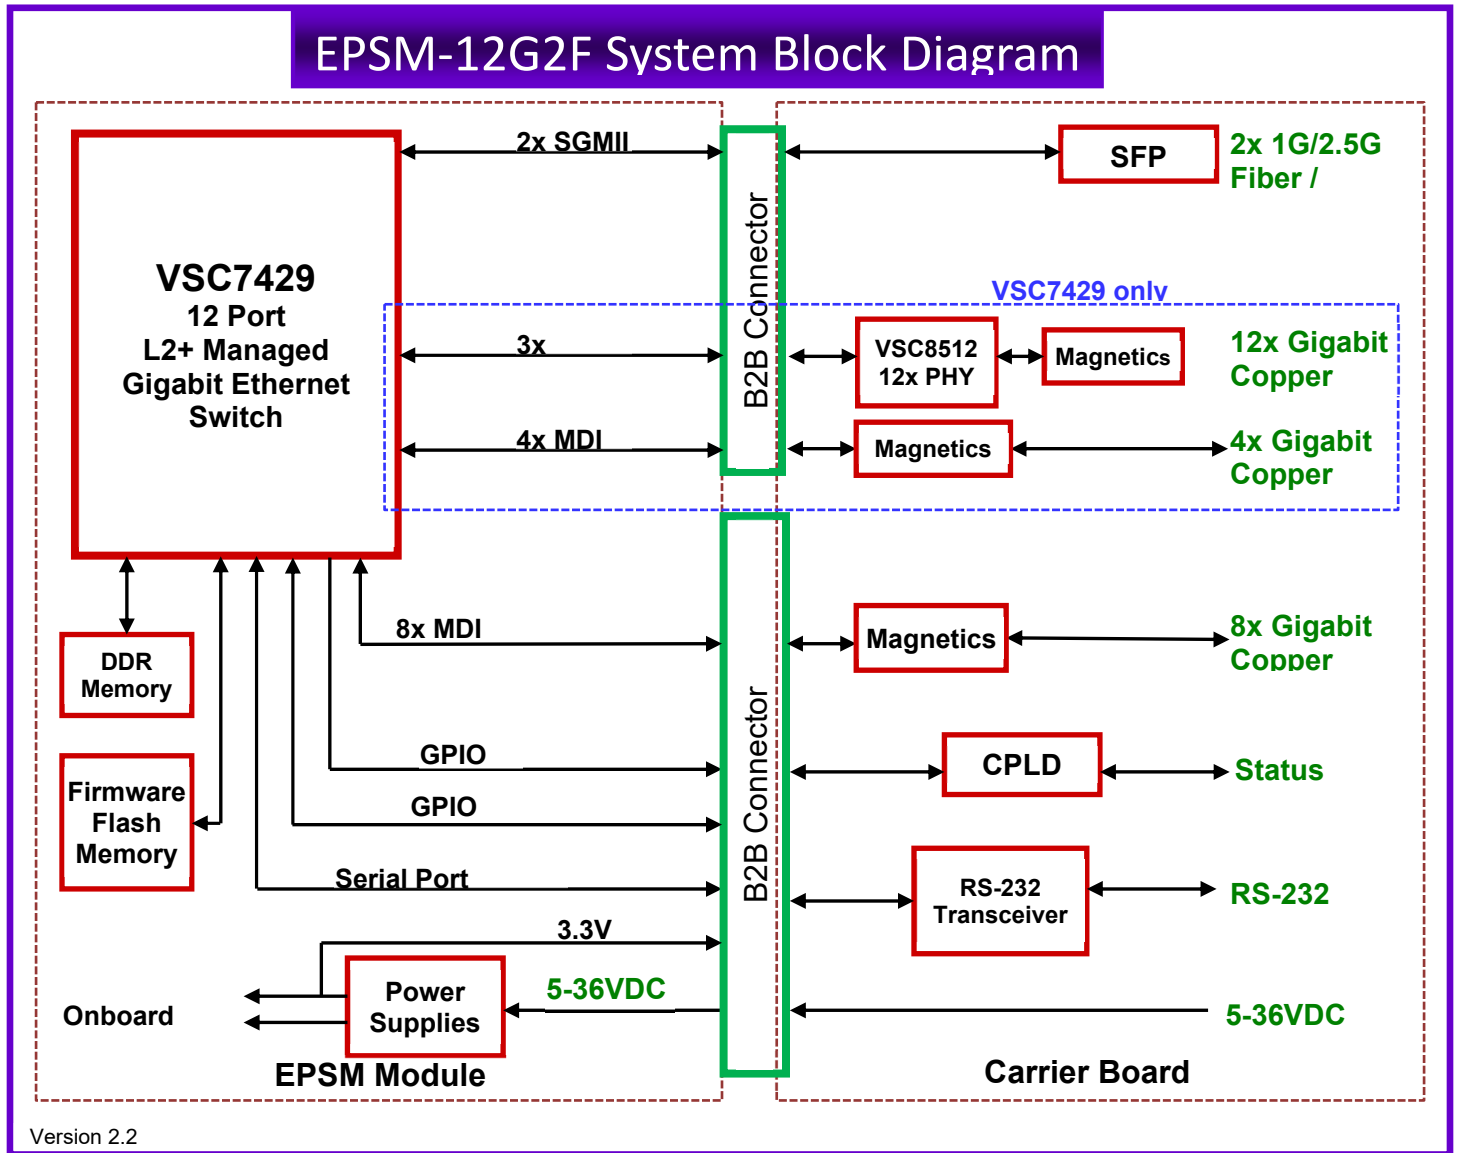 EPSM-12G2F System Block Diagram
2x SGMII
SFP
2x 1G/2.5G
Fiber /
B2B Connector
VSC7429
12 Port
L2+ Managed
Gigabit Ethernet
Switch
VSC7429 only
3x
VSC8512
12x PHY
Magnetics
12x Gigabit
Copper
4x MDI
Magnetics
4x Gigabit
Copper
B2B Connector
8x MDI
Magnetics
8x Gigabit
Copper
DDR
Memory
GPIO
CPLD
Status
Firmware
Flash
Memory
GPIO
Serial Port
RS-232
Transceiver
RS-232
3.3V
Power
Supplies
5-36VDC
5-36VDC
Onboard
EPSM Module
Carrier Board
Version 2.2